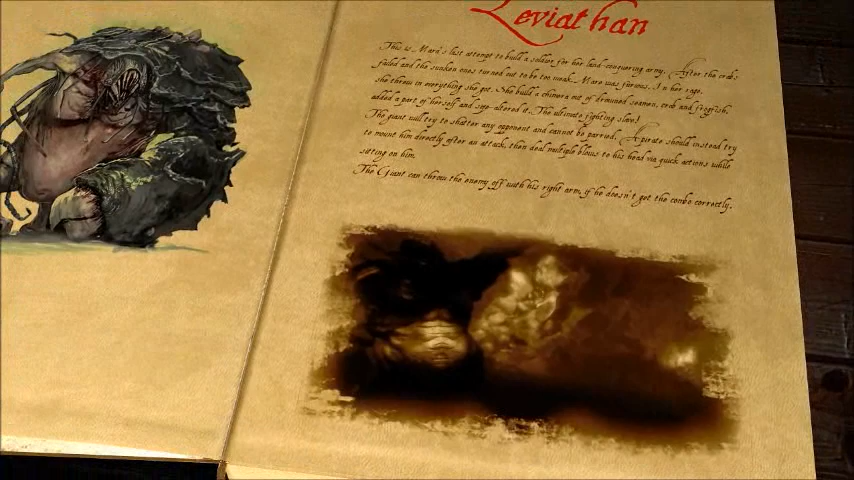 Leviathan
This is Mara's last attempt to build a soldier for her land-conquering army. After the crabs
failed and the sunken ones turned out to be too weak, Mara was furious. In her rage,
she threw in everything she got. She build a chimera out of drowned seamen, crab and frogfish,
added a part of herself and supp-altered it. The ultimate fighting slave!
The giant will try to shatter any opponent and cannot be parried. A pirate should instead try
to mount him directly after an attack, then deal multiple blows to his head via quick actions while
sitting on him.
The Giant can throw the enemy off with his right arm, if he doesn't get the combo correctly.